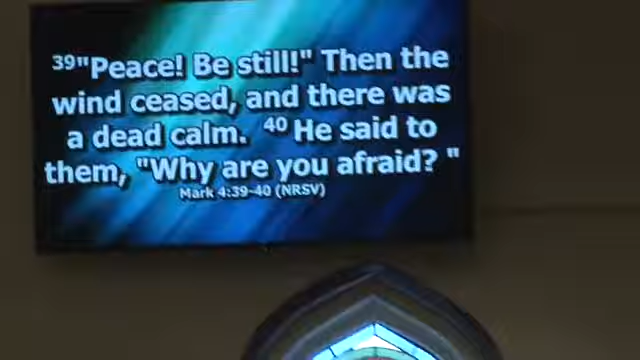 39"Peace! Be still!" Then the
wind ceased, and there was
a dead calm. 40 He said to
them, "Why are you afraid? "
Mark 4:39-40 (NRSV)